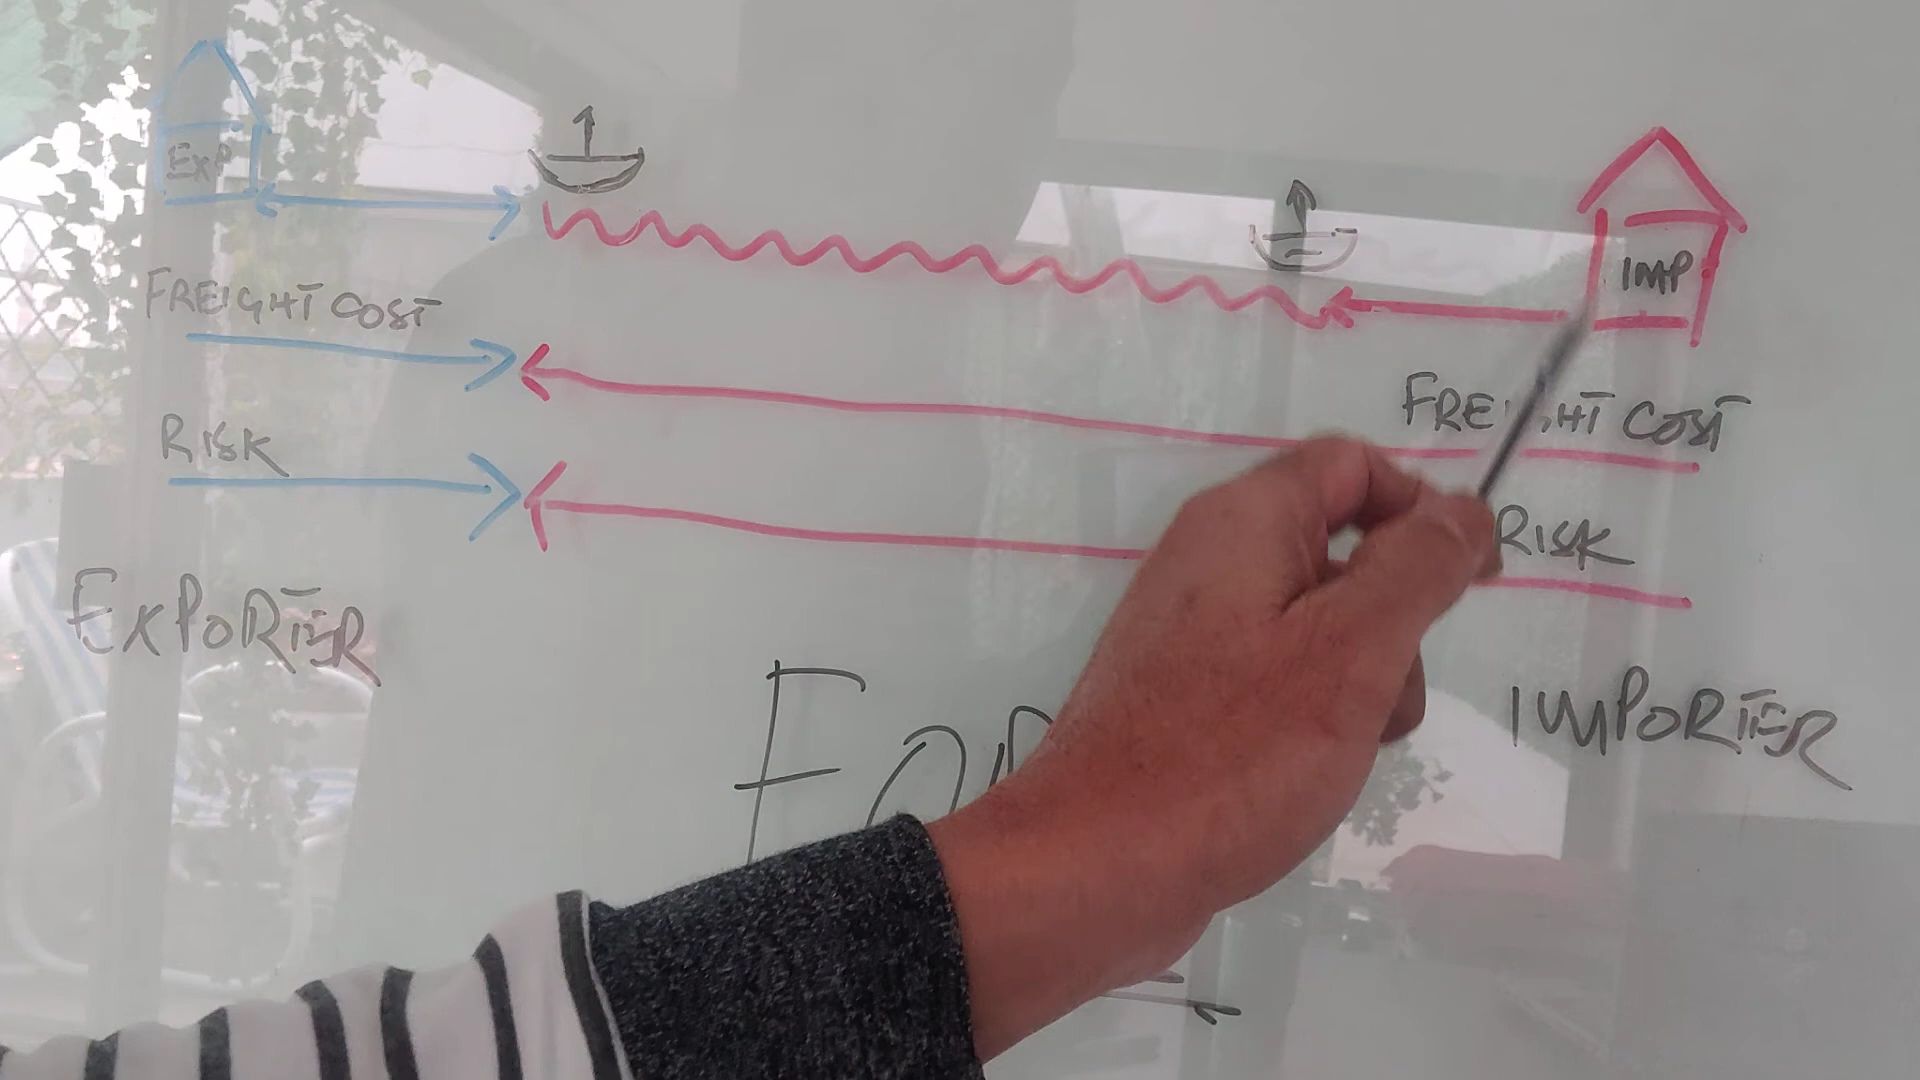 EXP
IMP
FREIGHT COST
FREIGHT COST
RISK
RISK
EXPORTER
IMPORTER